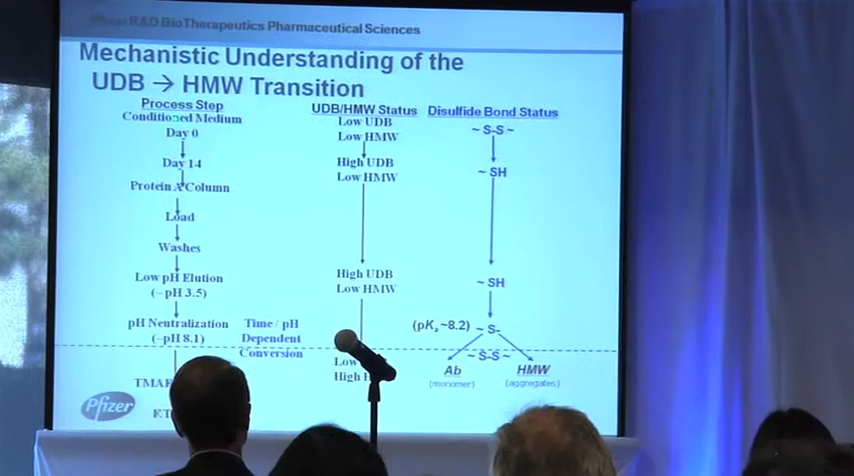 R&D BioTherapeutics Pharmaceutical Sciences
Mechanistic Understanding of the
UDB → HMW Transition
Process Step
Conditioned Medium
Day 0
Day 14
Protein A Column
Load
Washes
Low pH Elution
(~pH 3.5)
pH Neutralization
(~pH 8.1)
Time / pH
Dependent
Conversion
UDB/HMW Status
Low UDB
Low HMW
High UDB
Low HMW
High UDB
Low HMW
Low
High
Disulfide Bond Status
~ S-S ~
~ SH
~ SH
(pKa ~8.2) ~ S-
~ S-S ~
Ab HMW
(monomer) (aggregates)
Pfizer